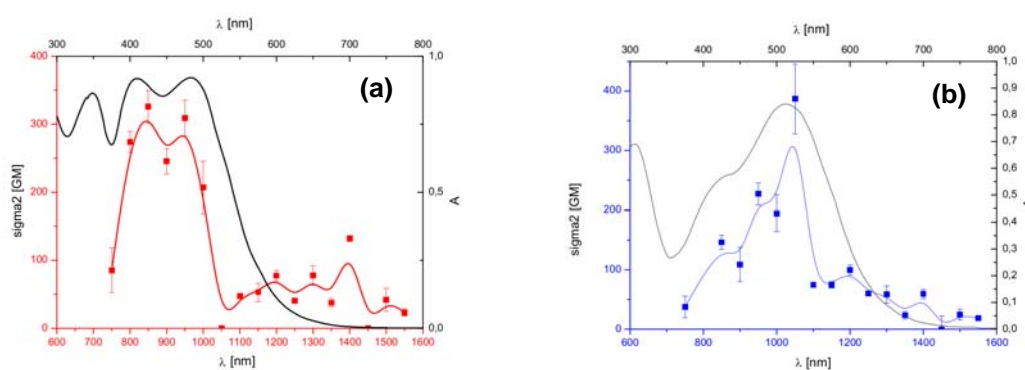 λ [nm]
300 400 500 600 700 800
400 300 200 100 0
sigma2 [GM]
(a)
1,0 0,5 0,0
A
600 700 800 900 1000 1100 1200 1300 1400 1500 1600
λ [nm]
λ [nm]
300 400 500 600 700 800
400 300 200 100 0
sigma2 [GM]
(b)
1,0 0,9 0,8 0,7 0,6 0,5 0,4 0,3 0,2 0,1 0,0
600 800 1000 1200 1400 1600
λ [nm]